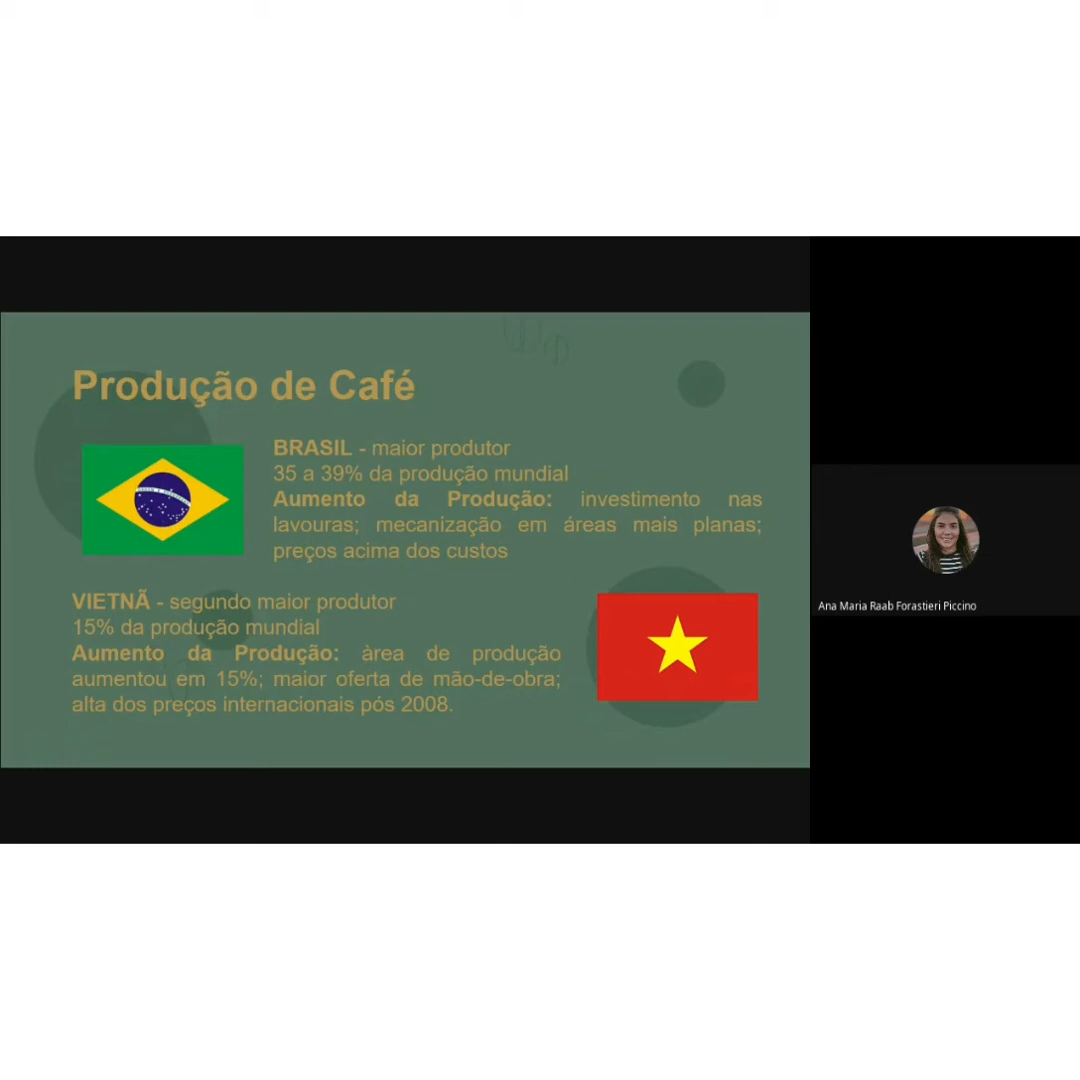 Produção de Café
BRASIL - maior produtor
35 a 39% da produção mundial
Aumento da Produção: investimento nas
lavouras; mecanização em áreas mais planas;
preços acima dos custos
VIETNÃ - segundo maior produtor
15% da produção mundial
Aumento da Produção: àrea de produção
aumentou em 15%; maior oferta de mão-de-obra;
alta dos preços internacionais pós 2008.
Ana Maria Raab Forastieri Piccino